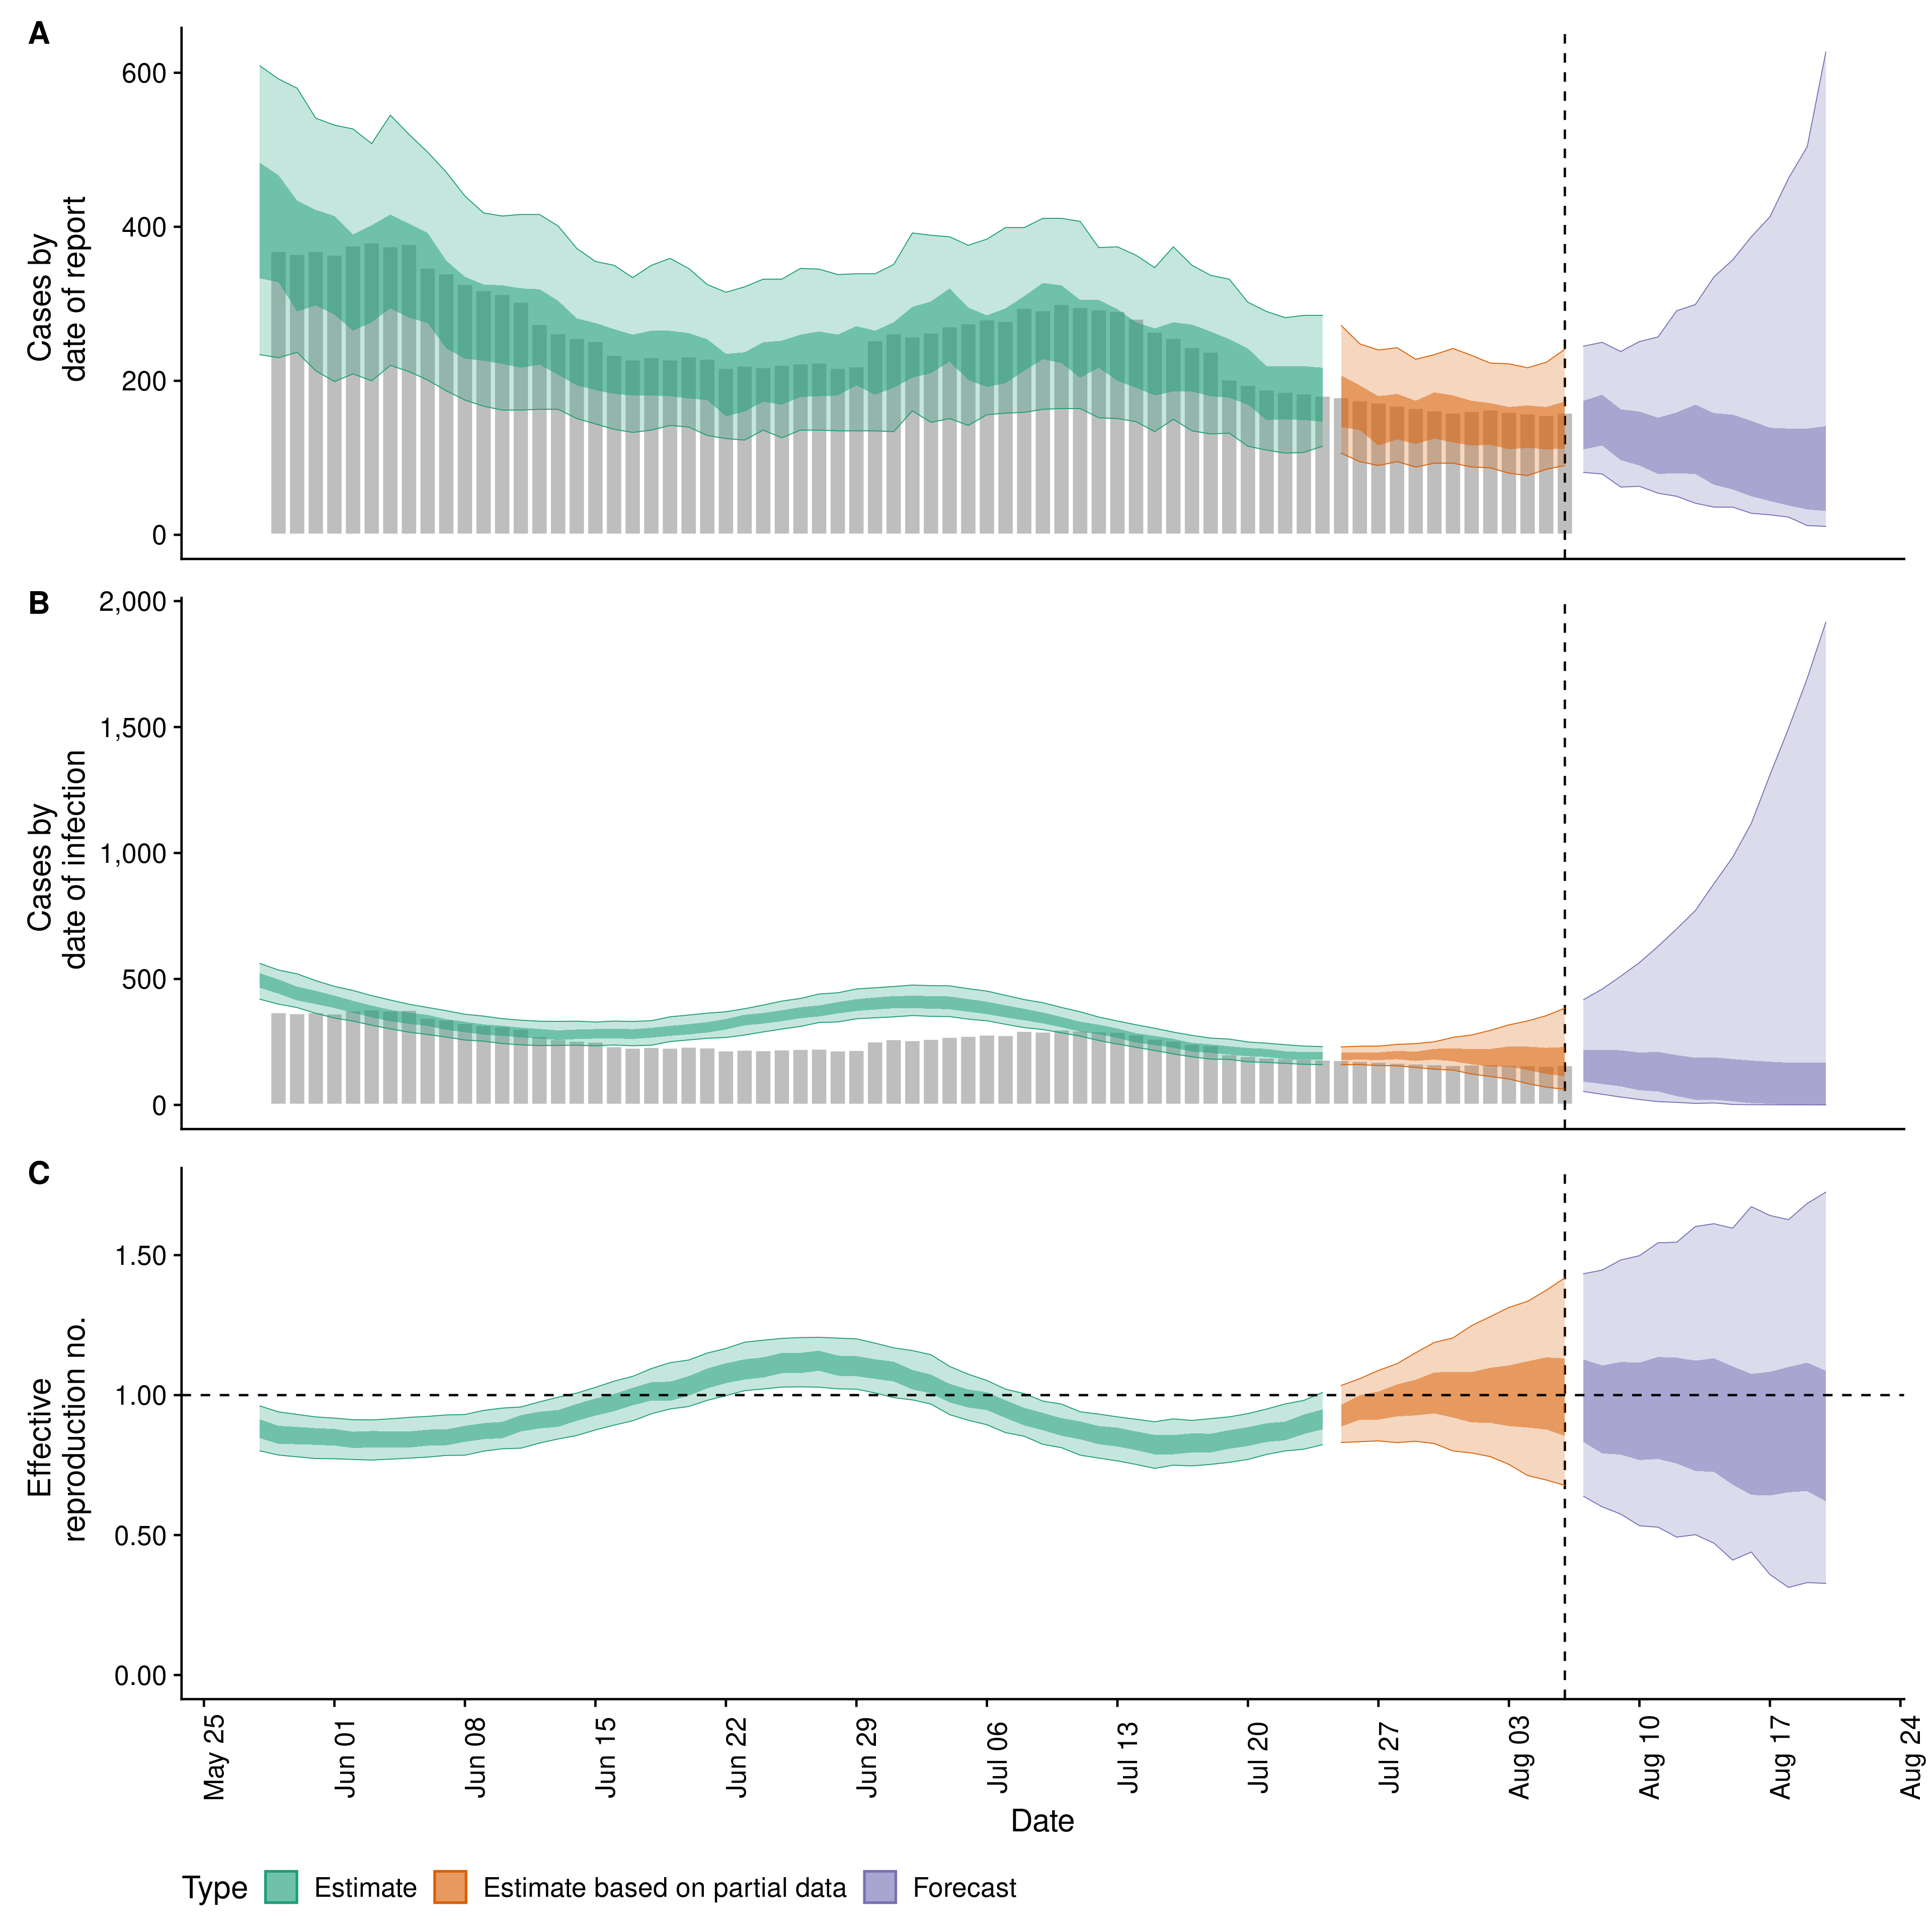 A
600
400
200
0
Cases by
date of report
B
2,000
1,500
1,000
500
0
Cases by
date of infection
C
1.50
1.00
0.50
0.00
Effective
reproduction no.
May 25
Jun 01
Jun 08
Jun 15
Jun 22
Jun 29
Jul 06
Jul 13
Jul 20
Jul 27
Aug 03
Aug 10
Aug 17
Aug 24
Date
Type Estimate Estimate based on partial data Forecast